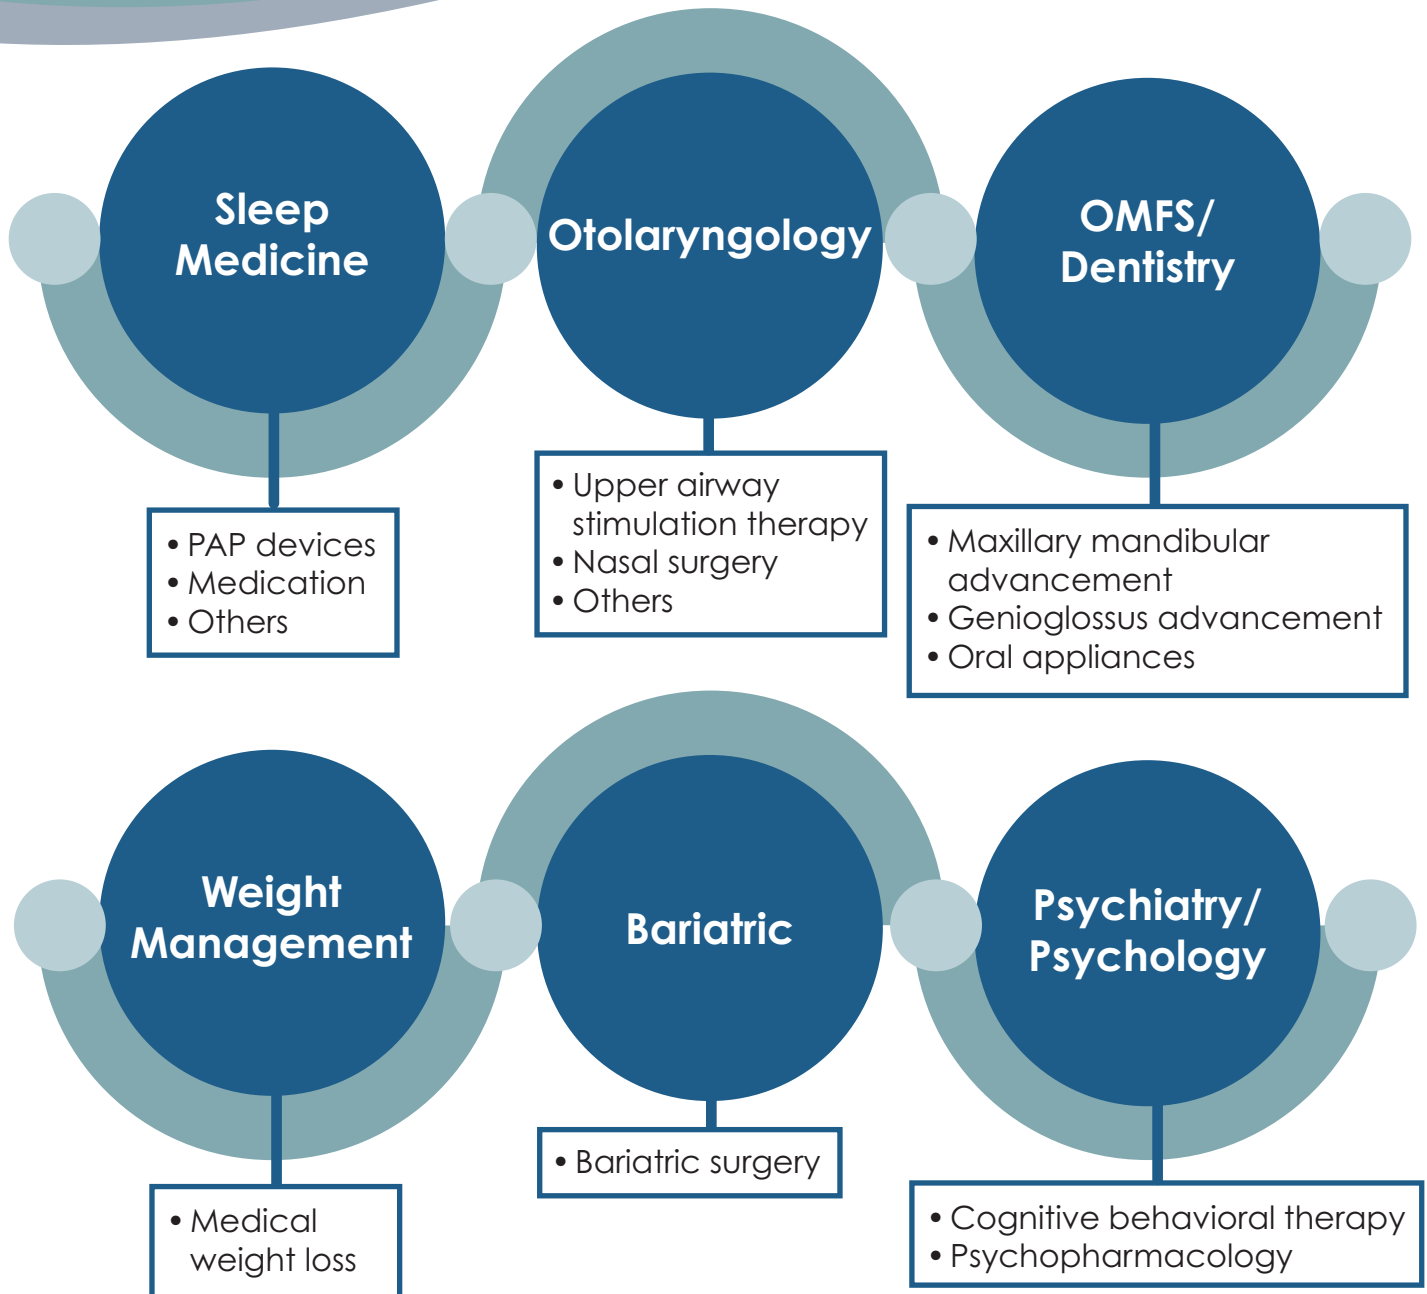 Sleep
Medicine
Otolaryngology
OMFS/
Dentistry
• PAP devices
• Medication
• Others
• Upper airway
stimulation therapy
• Nasal surgery
• Others
• Maxillary mandibular
advancement
• Genioglossus advancement
• Oral appliances
Weight
Management
Bariatric
Psychiatry/
Psychology
• Medical
weight loss
• Bariatric surgery
• Cognitive behavioral therapy
• Psychopharmacology